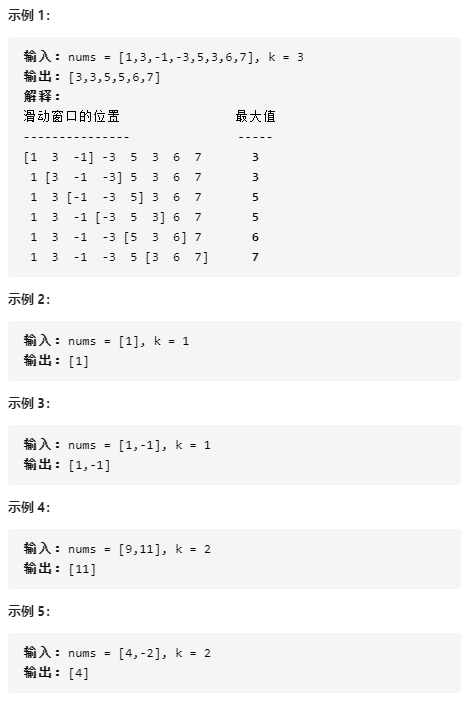 示例 1：
输入：nums = [1,3,-1,-3,5,3,6,7], k = 3
输出：[3,3,5,5,6,7]
解释：
滑动窗口的位置                最大值
---------------               -----
[1  3  -1] -3  5  3  6  7       3
 1 [3  -1  -3] 5  3  6  7       3
 1  3 [-1  -3  5] 3  6  7       5
 1  3  -1 [-3  5  3] 6  7       5
 1  3  -1  -3 [5  3  6] 7       6
 1  3  -1  -3  5 [3  6  7]      7
示例 2：
输入：nums = [1], k = 1
输出：[1]
示例 3：
输入：nums = [1,-1], k = 1
输出：[1,-1]
示例 4：
输入：nums = [9,11], k = 2
输出：[11]
示例 5：
输入：nums = [4,-2], k = 2
输出：[4]